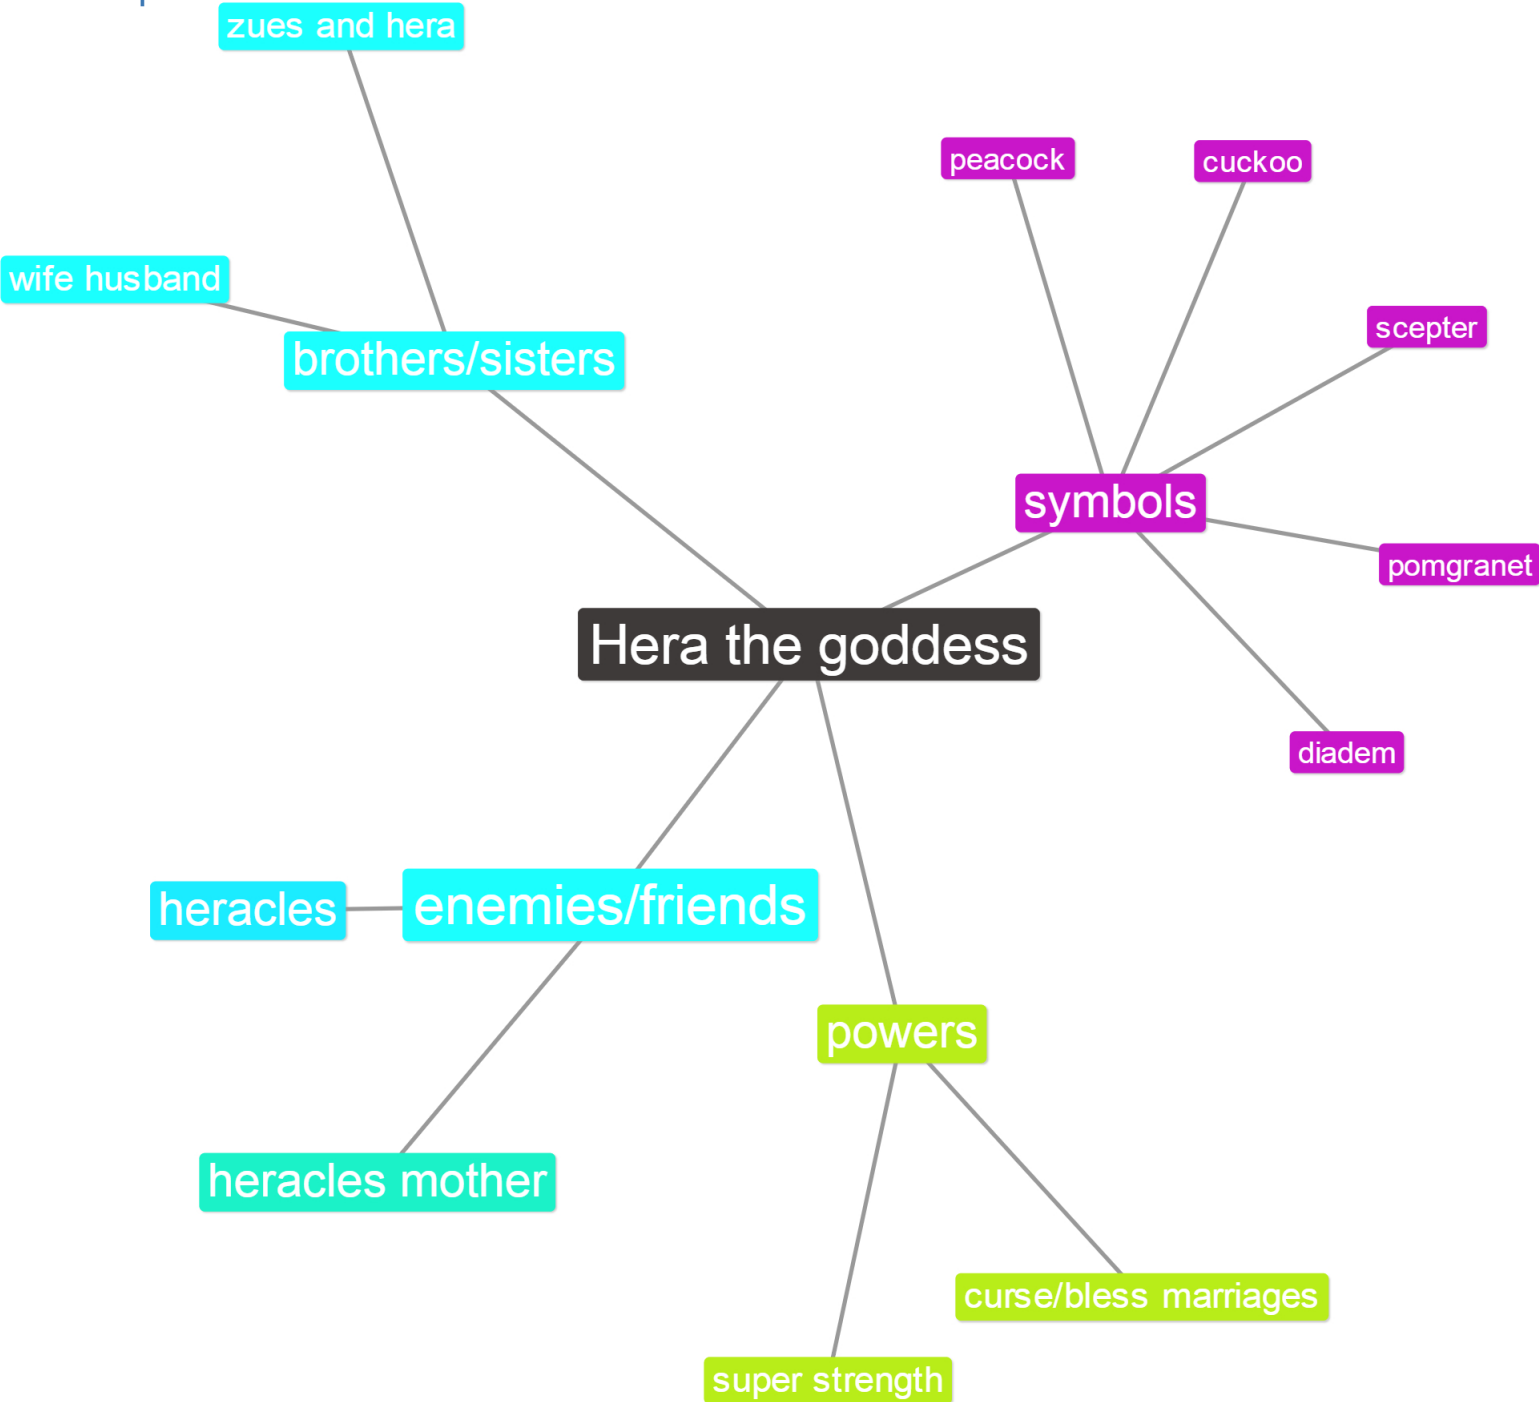 zues and hera
peacock
cuckoo
wife husband
scepter
brothers/sisters
symbols
pomgranet
Hera the goddess
diadem
heracles
enemies/friends
powers
heracles mother
curse/bless marriages
super strength